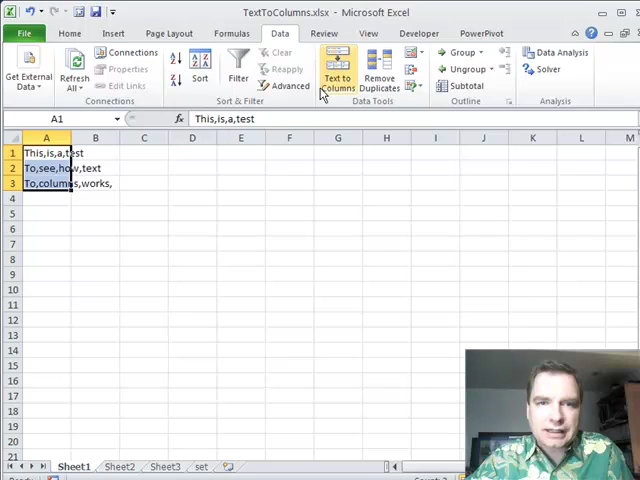 TextToColumns.xlsx - Microsoft Excel
File Home Insert Page Layout Formulas Data Review View Developer PowerPivot
Get External Data
Refresh All
Connections
Properties
Edit Links
Connections
Sort
Filter
Clear
Reapply
Advanced
Sort & Filter
Text to Columns
Remove Duplicates
Data Tools
Group
Ungroup
Subtotal
Outline
Data Analysis
Solver
Analysis
A1 fx This,is,a,test
A B C D E F G H I J K L M
1 This,is,a,test
2 To,see,how,text
3 To,columns,works,
4
5
6
7
8
9
10
11
12
13
14
15
16
17
18
19
20
21
Sheet1 Sheet2 Sheet3 set